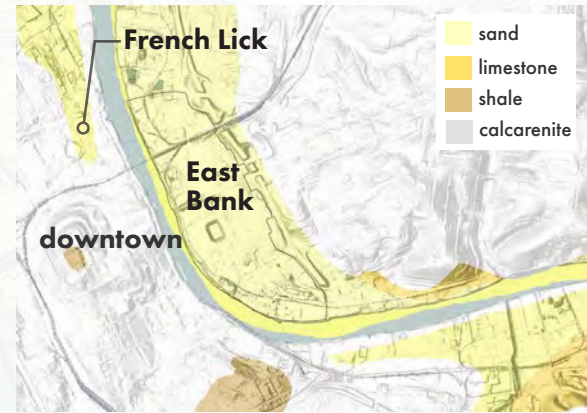 French Lick
East
Bank
downtown
sand
limestone
shale
calcarenite